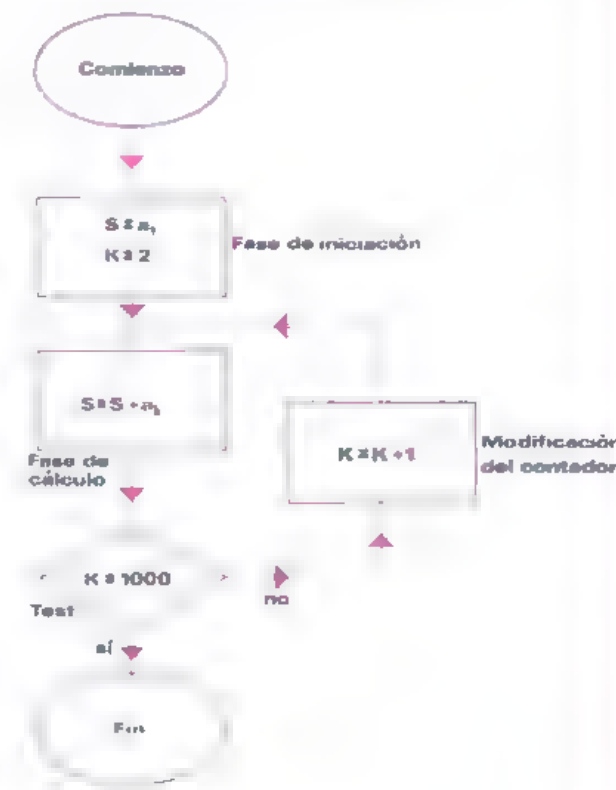 Comienzo
S = a₁
K = 2
Fase de iniciación
S = S + aₖ
Fase de
cálculo
K = K + 1
Modificación
del contador
K = 1000
no
Test
sí
Fin